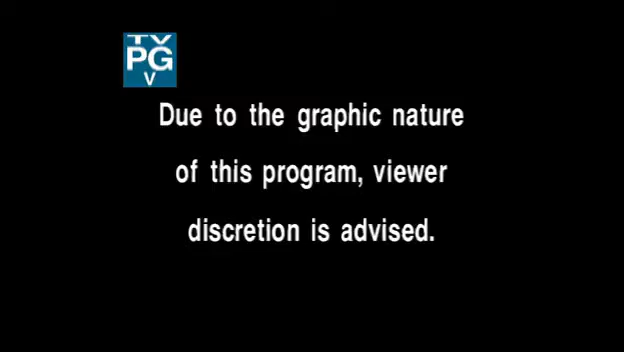 TV
PG
V
Due to the graphic nature
of this program, viewer
discretion is advised.